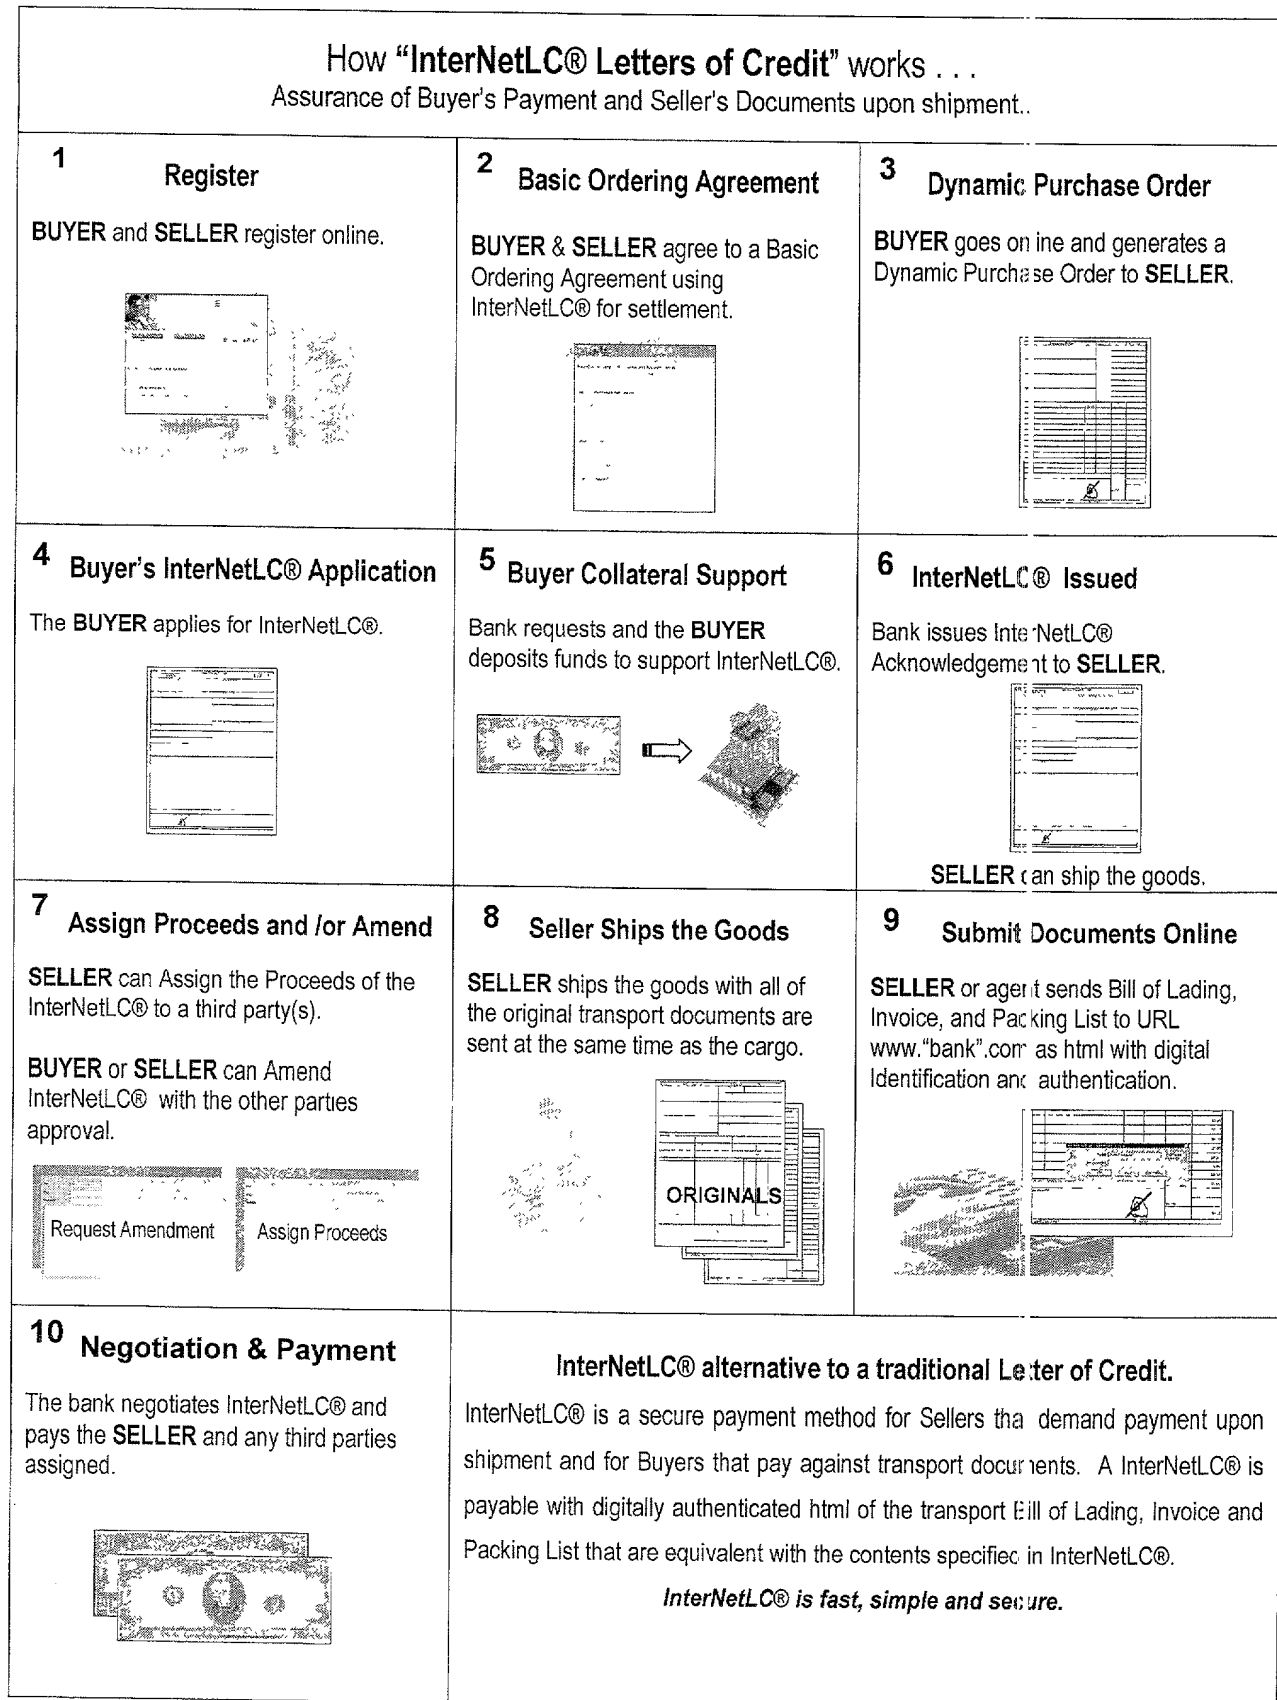 How “InterNetLC® Letters of Credit” works . . .
Assurance of Buyer's Payment and Seller's Documents upon shipment..
1
Register
BUYER and SELLER register online.
2
Basic Ordering Agreement
BUYER & SELLER agree to a Basic
Ordering Agreement using
InterNetLC® for settlement.
3
Dynamic Purchase Order
BUYER goes on ine and generates a
Dynamic Purchase Order to SELLER.
4
Buyer's InterNetLC® Application
The BUYER applies for InterNetLC®.
5
Buyer Collateral Support
Bank requests and the BUYER
deposits funds to support InterNetLC®.
6
InterNetLC® Issued
Bank issues InterNetLC®
Acknowledgement to SELLER.
SELLER can ship the goods.
7
Assign Proceeds and /or Amend
SELLER can Assign the Proceeds of the
InterNetLC® to a third party(s).
BUYER or SELLER can Amend
InterNetLC® with the other parties
approval.
Request Amendment
Assign Proceeds
8
Seller Ships the Goods
SELLER ships the goods with all of
the original transport documents are
sent at the same time as the cargo.
ORIGINALS
9
Submit Documents Online
SELLER or agent sends Bill of Lading,
Invoice, and Packing List to URL
www.“bank”.com as html with digital
Identification and authentication.
10
Negotiation & Payment
The bank negotiates InterNetLC® and
pays the SELLER and any third parties
assigned.
InterNetLC® alternative to a traditional Letter of Credit.
InterNetLC® is a secure payment method for Sellers tha demand payment upon
shipment and for Buyers that pay against transport documents. A InterNetLC® is
payable with digitally authenticated html of the transport Bill of Lading, Invoice and
Packing List that are equivalent with the contents specified in InterNetLC®.
InterNetLC® is fast, simple and secure.